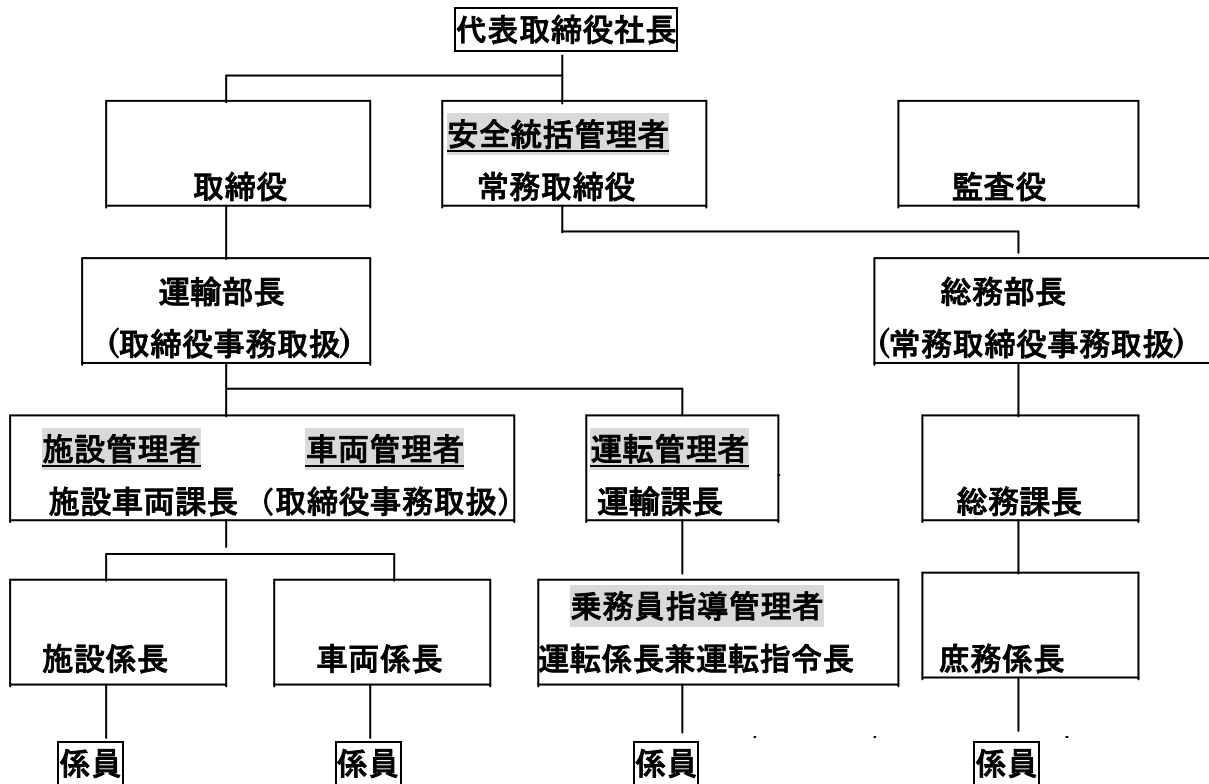 代表取締役社長
安全統括管理者
取締役
常務取締役
監査役
運輸部長
(取締役事務取扱)
総務部長
(常務取締役事務取扱)
施設管理者 車両管理者
施設車両課長 (取締役事務取扱)
運転管理者
運輸課長
総務課長
施設係長
車両係長
乗務員指導管理者
運転係長兼運転指令長
庶務係長
係員
係員
係員
係員